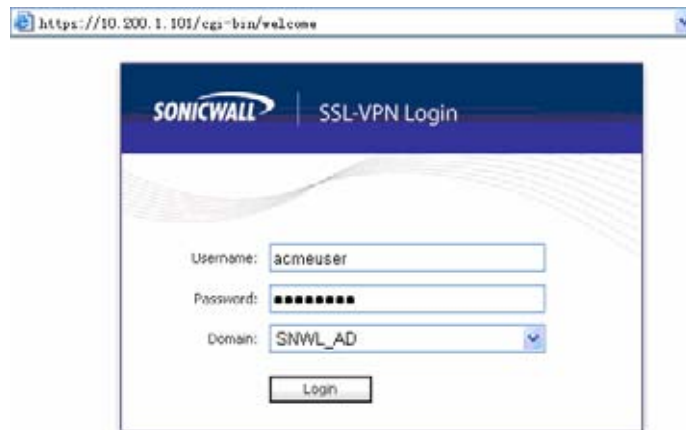 https://10.200.1.101/cgi-bin/welcome
SONICWALL SSL-VPN Login
Username: acmeuser
Password: ●●●●●●●●
Domain: SNWL_AD
Login